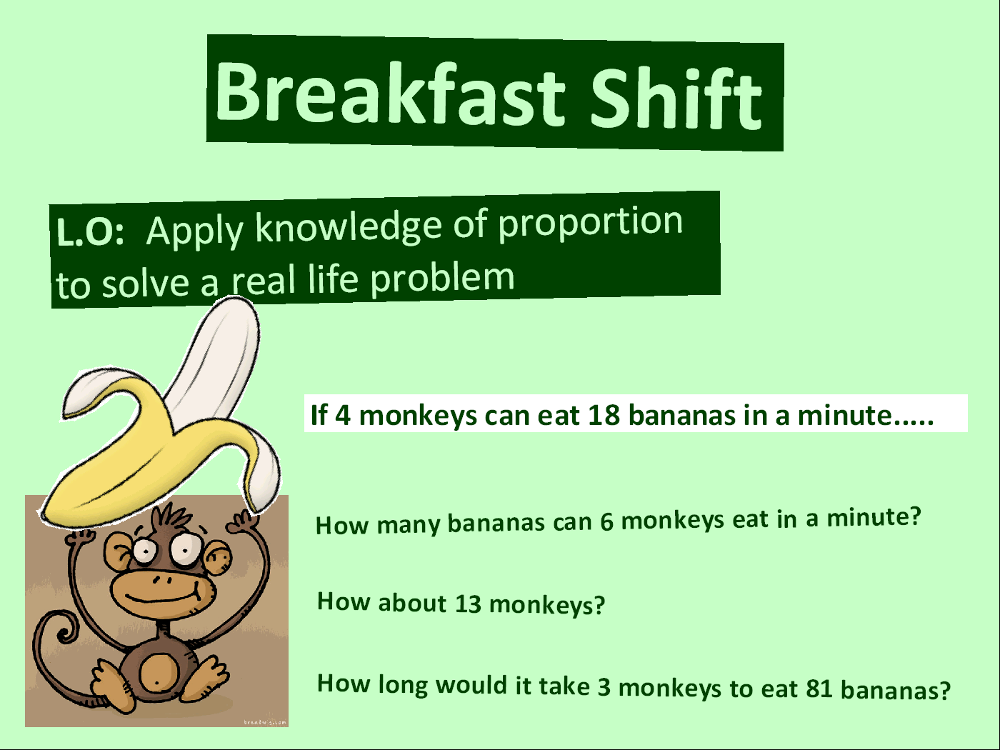 Breakfast Shift
L.O:  Apply knowledge of proportion
to solve a real life problem
If 4 monkeys can eat 18 bananas in a minute.....
How many bananas can 6 monkeys eat in a minute?
How about 13 monkeys?
How long would it take 3 monkeys to eat 81 bananas?